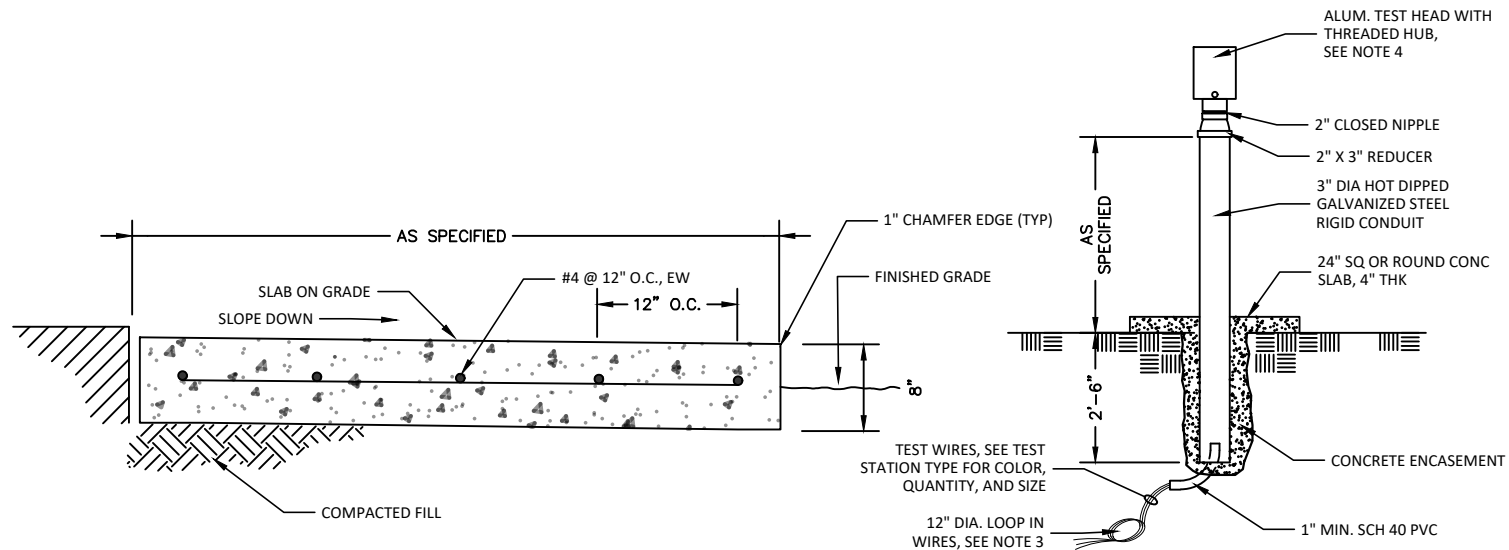 AS SPECIFIED
1" CHAMFER EDGE (TYP)
#4 @ 12" O.C., EW
FINISHED GRADE
SLAB ON GRADE
12" O.C.
SLOPE DOWN
8"
COMPACTED FILL
ALUM. TEST HEAD WITH
THREADED HUB,
SEE NOTE 4
2" CLOSED NIPPLE
2" X 3" REDUCER
3" DIA HOT DIPPED
GALVANIZED STEEL
RIGID CONDUIT
AS
SPECIFIED
24" SQ OR ROUND CONC
SLAB, 4" THK
2'-6"
TEST WIRES, SEE TEST
STATION TYPE FOR COLOR,
QUANTITY, AND SIZE
CONCRETE ENCASEMENT
12" DIA. LOOP IN
WIRES, SEE NOTE 3
1" MIN. SCH 40 PVC